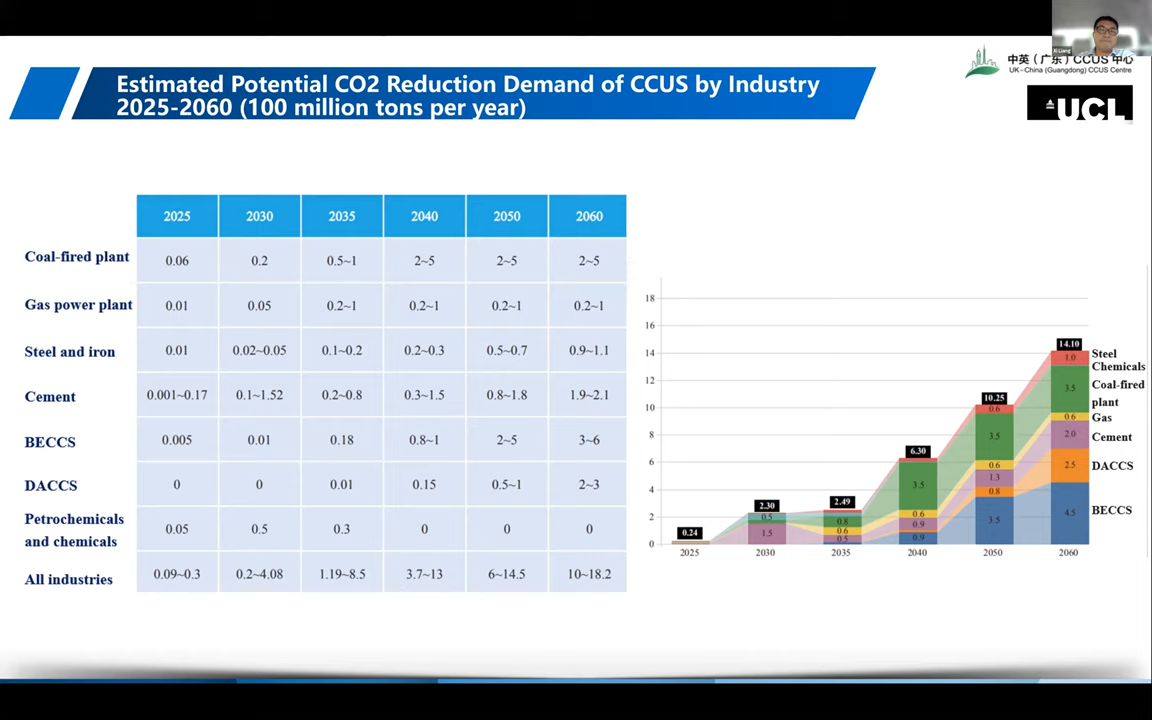 Xi Liang
中英（广东）CCUS 中心
UK-China (Guangdong) CCUS Centre
UCL
Estimated Potential CO2 Reduction Demand of CCUS by Industry
2025-2060 (100 million tons per year)
2025 2030 2035 2040 2050 2060
Coal-fired plant 0.06 0.2 0.5~1 2~5 2~5 2~5
Gas power plant 0.01 0.05 0.2~1 0.2~1 0.2~1 0.2~1
Steel and iron 0.01 0.02~0.05 0.1~0.2 0.2~0.3 0.5~0.7 0.9~1.1
Cement 0.001~0.17 0.1~1.52 0.2~0.8 0.3~1.5 0.8~1.8 1.9~2.1
BECCS 0.005 0.01 0.18 0.8~1 2~5 3~6
DACCS 0 0 0.01 0.15 0.5~1 2~3
Petrochemicals
and chemicals 0.05 0.5 0.3 0 0 0
All industries 0.09~0.3 0.2~4.08 1.19~8.5 3.7~13 6~14.5 10~18.2
18
16
14
12
10
8
6
4
2
0
0.24
2.30
0.5
1.5
2.49
0.8
0.6
0.5
6.30
3.5
0.6
0.9
0.9
10.25
0.6
3.5
0.6
1.3
0.8
3.5
14.10
1.0
3.5
0.6
2.0
2.5
4.5
Steel
Chemicals
Coal-fired
plant
Gas
Cement
DACCS
BECCS
2025 2030 2035 2040 2050 2060